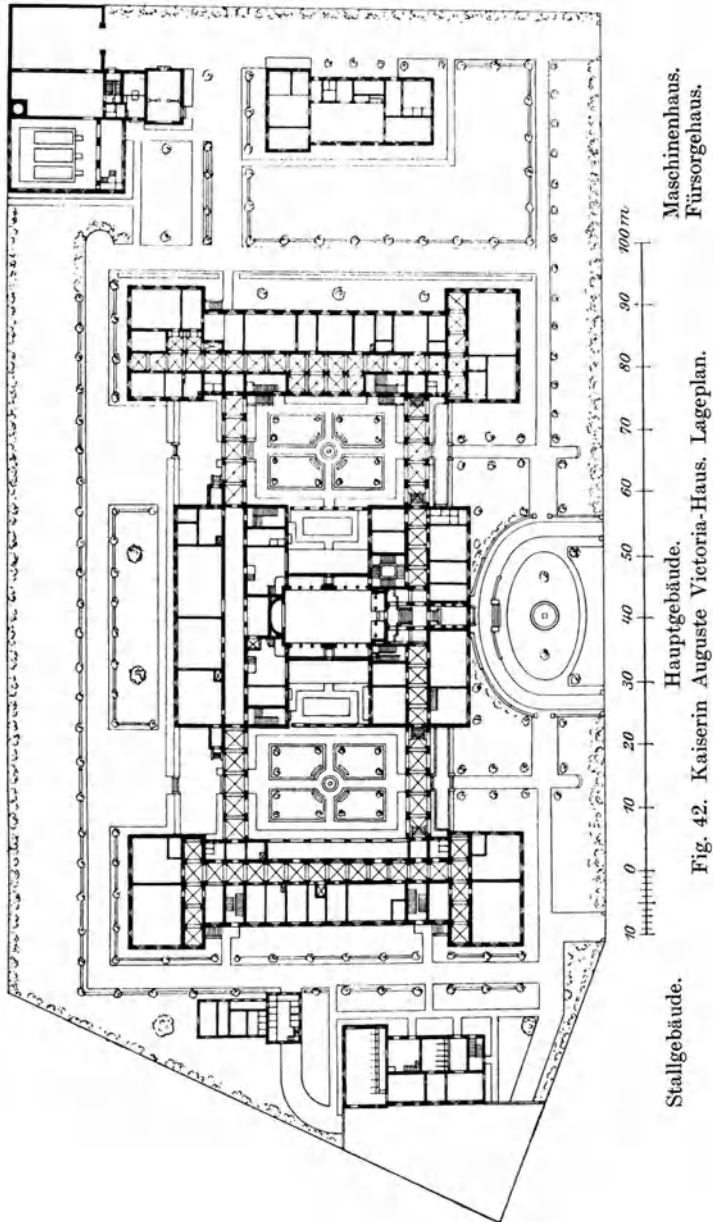 10 0 10 20 30 40 50 60 70 80 90 100 m
Stallgebäude. Hauptgebäude. Maschinenhaus.
Fürsorgehaus.
Fig. 42. Kaiserin Auguste Victoria-Haus. Lageplan.